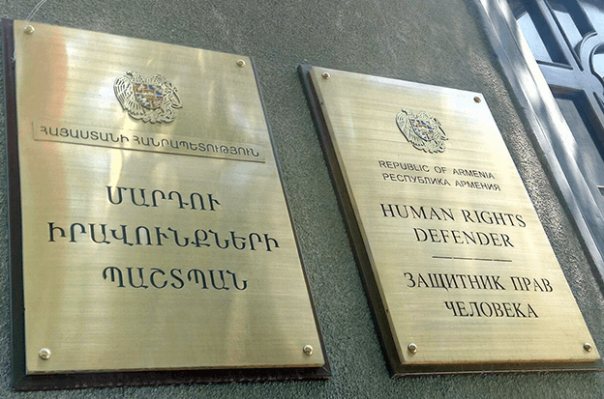 ՀԱՅԱՍՏԱՆԻ ՀԱՆՐԱՊԵՏՈՒԹՅՈՒՆ
ՄԱՐԴՈՒ
ԻՐԱՎՈՒՆՔՆԵՐԻ
ՊԱՇՏՊԱՆ
REPUBLIC OF ARMENIA
РЕСПУБЛИКА АРМЕНИЯ
HUMAN RIGHTS
DEFENDER
ЗАЩИТНИК ПРАВ
ЧЕЛОВЕКА